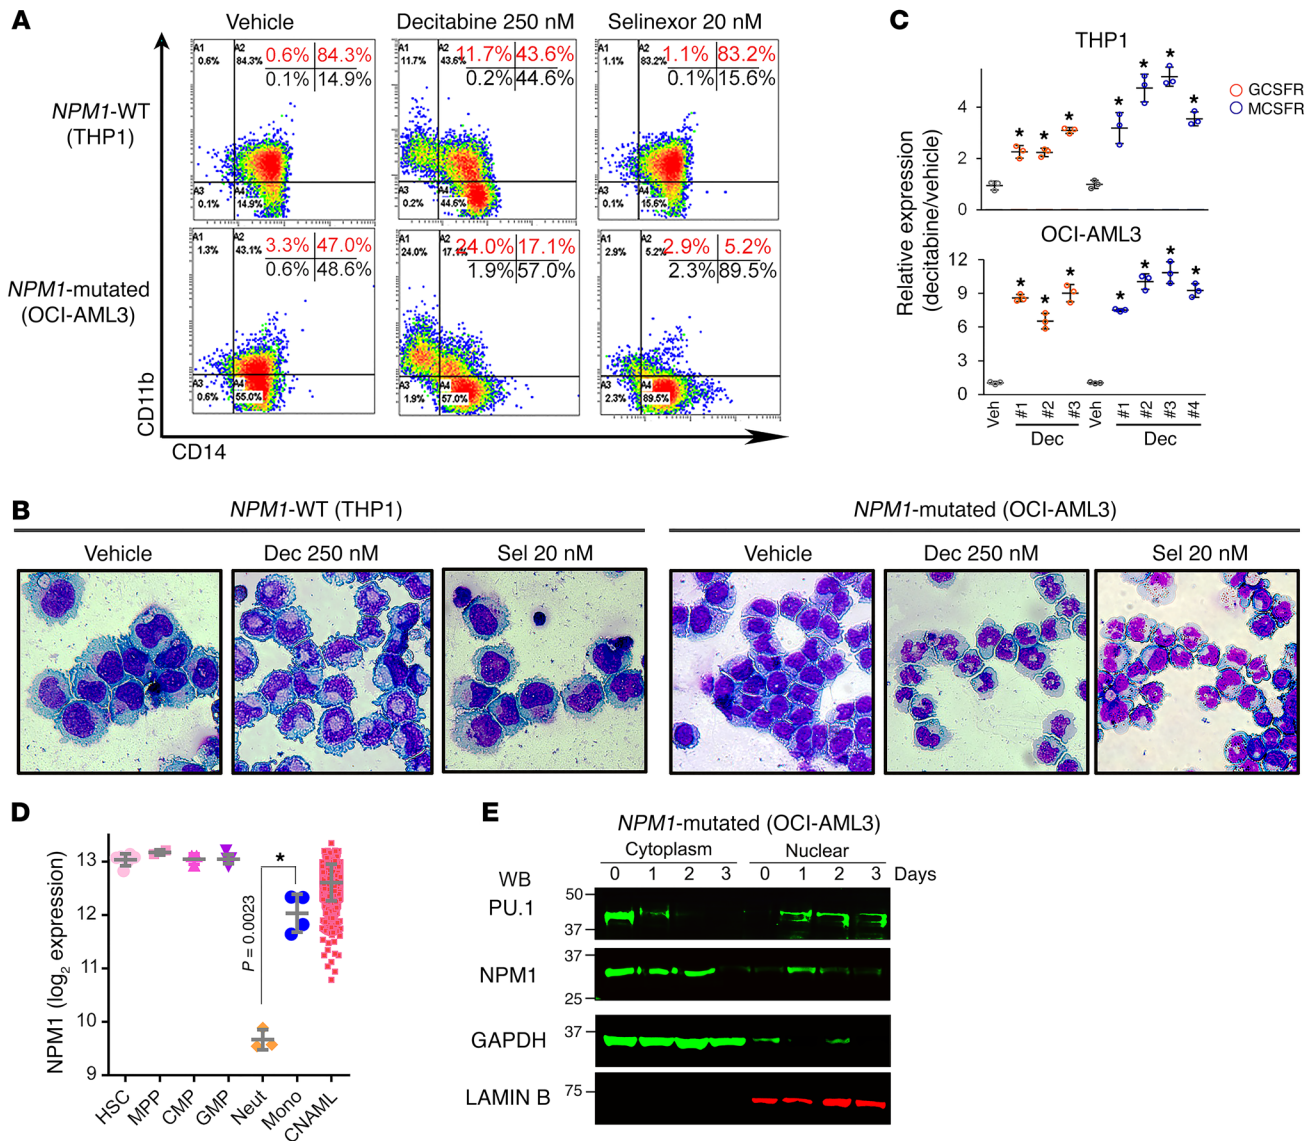 A
Vehicle
Decitabine 250 nM
Selinexor 20 nM
NPM1-WT
(THP1)
A1
0.6%
A2
84.3%
0.6% 84.3%
0.1% 14.9%
A3
0.1%
A4
14.9%
A1
11.7%
A2
43.6%
11.7% 43.6%
0.2% 44.6%
A3
0.2%
A4
44.6%
A1
1.1%
A2
83.2%
1.1% 83.2%
0.1% 15.6%
A3
0.1%
A4
15.6%
NPM1-mutated
(OCI-AML3)
A1
1.3%
A2
43.1%
3.3% 47.0%
0.6% 48.6%
A3
0.6%
A4
55.0%
A1
24.0%
A2
17.1%
24.0% 17.1%
1.9% 57.0%
A3
1.9%
A4
57.0%
A1
2.9%
A2
5.2%
2.9% 5.2%
2.3% 89.5%
A3
2.3%
A4
89.5%
CD11b
CD14
C
THP1
GCSFR
MCSFR
Relative expression
(decitabine/vehicle)
4
2
0
* * * * * * *
OCI-AML3
12
9
6
3
0
* * * * * * *
Veh #1 #2 #3 Veh #1 #2 #3 #4
Dec Dec
B
NPM1-WT (THP1)
NPM1-mutated (OCI-AML3)
Vehicle Dec 250 nM Sel 20 nM Vehicle Dec 250 nM Sel 20 nM
D
NPM1 (log2 expression)
13
12
11
10
9
*
P = 0.0023
HSC MPP CMP GMP Neut Mono CNAML
E
NPM1-mutated (OCI-AML3)
Cytoplasm Nuclear
0 1 2 3 0 1 2 3 Days
WB
PU.1
50
37
NPM1
37
25
GAPDH
37
LAMIN B
75